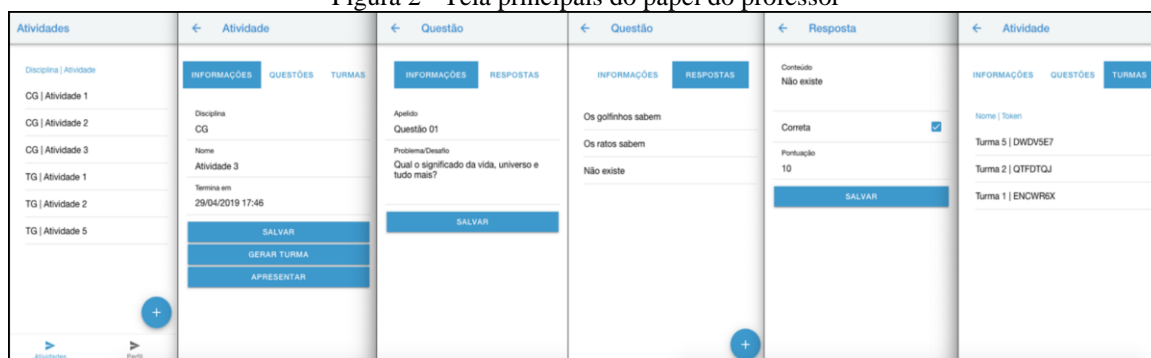 Figura 2 - Tela principais do papel do professor
Atividades
Disciplina | Atividade
CG | Atividade 1
CG | Atividade 2
CG | Atividade 3
TG | Atividade 1
TG | Atividade 2
TG | Atividade 5
+
Atividades
Perfil
← Atividade
INFORMAÇÕES QUESTÕES TURMAS
Disciplina
CG
Nome
Atividade 3
Termina em
29/04/2019 17:46
SALVAR
GERAR TURMA
APRESENTAR
← Questão
INFORMAÇÕES RESPOSTAS
Apelido
Questão 01
Problema/Desafio
Qual o significado da vida, universo e
tudo mais?
SALVAR
← Questão
INFORMAÇÕES RESPOSTAS
Os golfinhos sabem
Os ratos sabem
Não existe
+
← Resposta
Conteúdo
Não existe
Correta
Pontuação
10
SALVAR
← Atividade
INFORMAÇÕES QUESTÕES TURMAS
Nome | Token
Turma 5 | DWDV5E7
Turma 2 | QTFDTQJ
Turma 1 | ENCWR6X